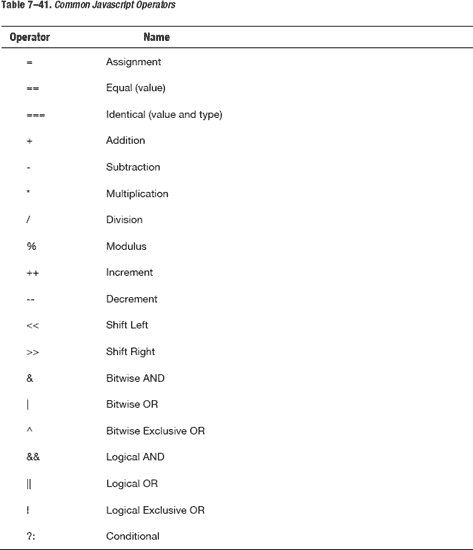 Table 7–41. Common Javascript Operators
Operator Name
= Assignment
== Equal (value)
=== Identical (value and type)
+ Addition
- Subtraction
* Multiplication
/ Division
% Modulus
++ Increment
-- Decrement
<< Shift Left
>> Shift Right
& Bitwise AND
| Bitwise OR
^ Bitwise Exclusive OR
&& Logical AND
|| Logical OR
! Logical Exclusive OR
?: Conditional